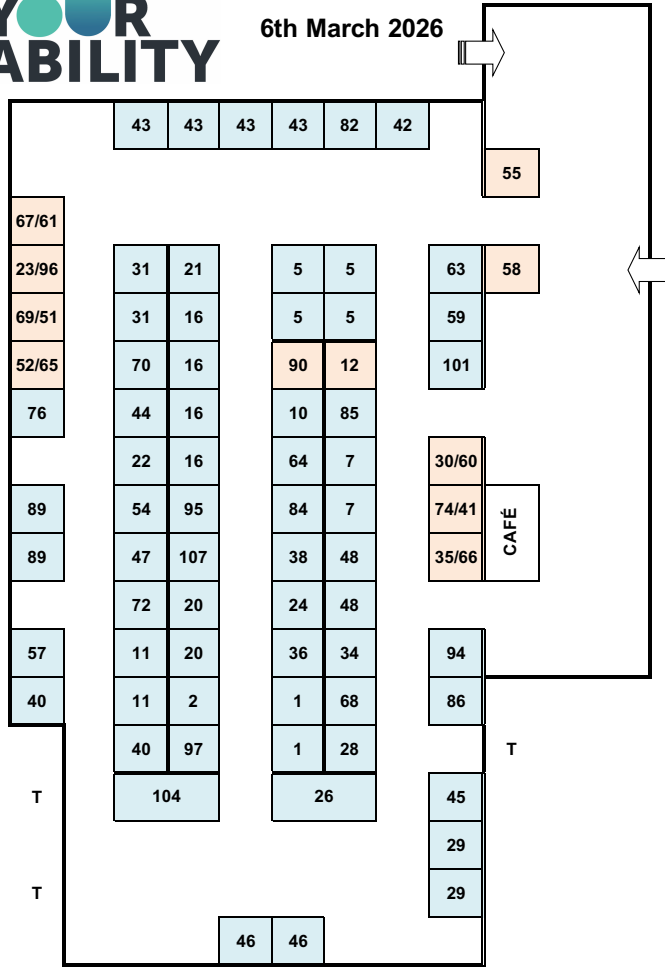 YOUR
ABILITY
6th March 2026
43 43 43 43 82 42
55
67/61
23/96 31 21 5 5 63 58
69/51 31 16 5 5 59
52/65 70 16 90 12 101
76 44 16 10 85
22 16 64 7 30/60
89 54 95 84 7 74/41
CAFÉ
89 47 107 38 48 35/66
72 20 24 48
57 11 20 36 34 94
40 11 2 1 68 86
40 97 1 28 T
T 104 26 45
29
T 29
46 46